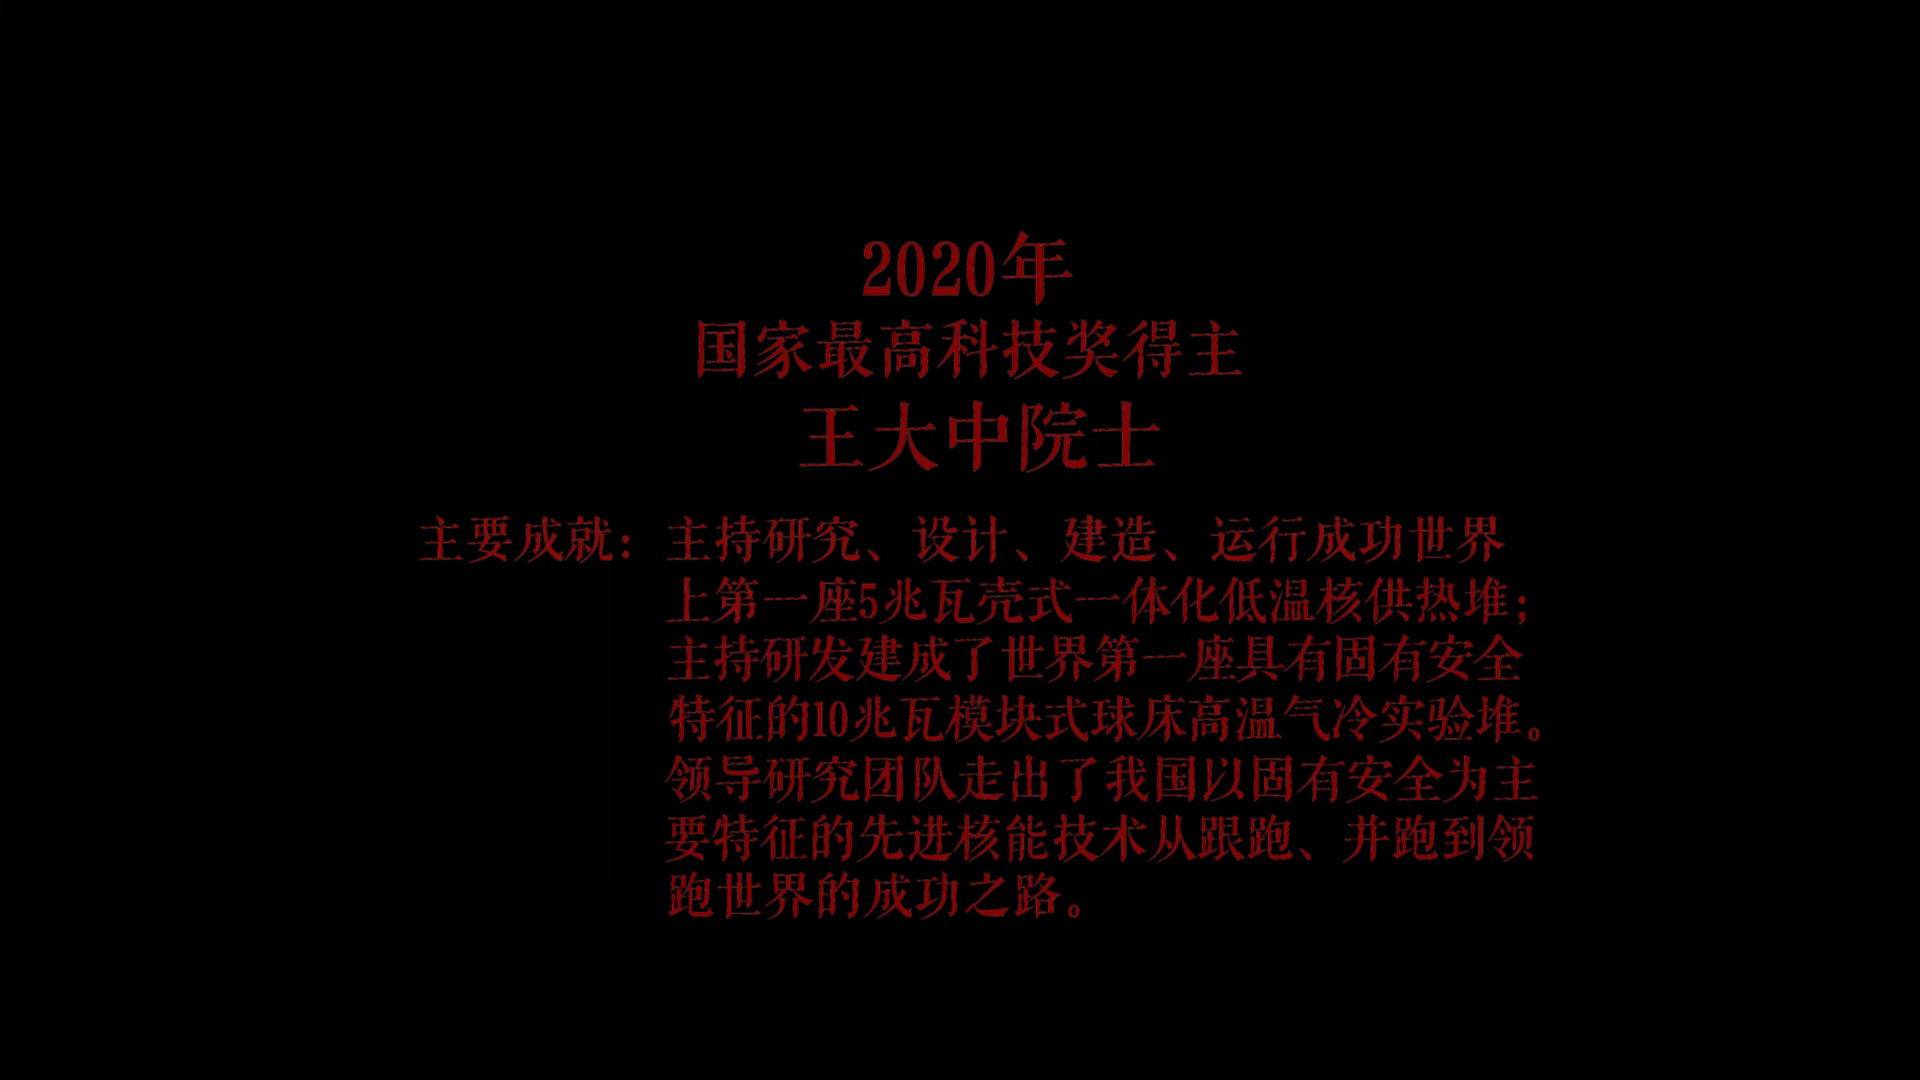 2020年
国家最高科技奖得主
王大中院士
主要成就：主持研究、设计、建造、运行成功世界
上第一座5兆瓦壳式一体化低温核供热堆；
主持研发建成了世界第一座具有固有安全
特征的10兆瓦模块式球床高温气冷实验堆。
领导研究团队走出了我国以固有安全为主
要特征的先进核能技术从跟跑、并跑到领
跑世界的成功之路。